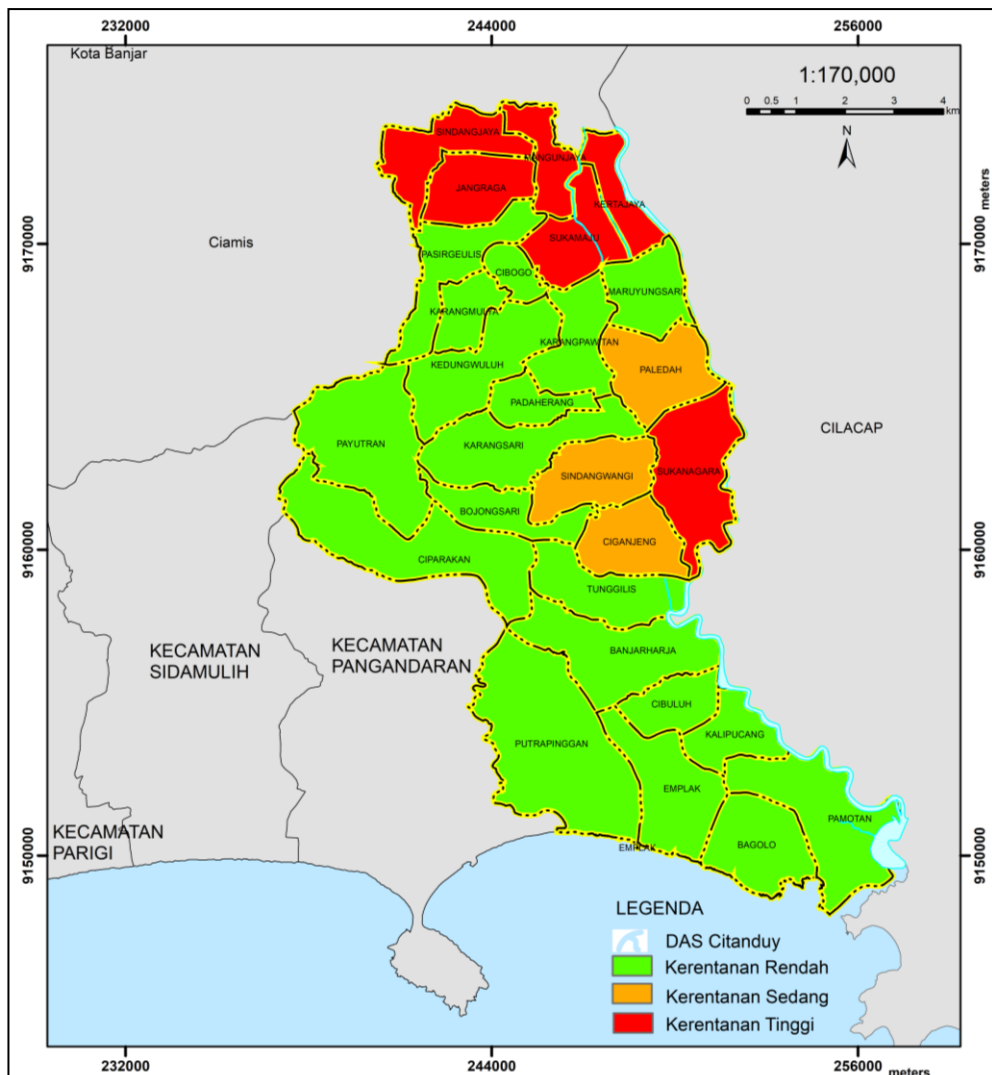 232000
244000
256000
Kota Banjar
1:170,000
0 0.5 1 2 3 4
km
N
SINDANGJAYA
MANGUNJAYA
JANGRAGA
KERTAJAYA
SUKAMAJU
meters
9170000
9170000
Ciamis
PASIRGEULIS
CIBOGO
MARUYUNGSARI
KARANGMULYA
KARANGPAWITAN
KEDUNGWULUH
PALEDAH
PADAHERANG
CILACAP
PAYUTRAN
KARANGSARI
SINDANGWANGI
SUKANAGARA
BOJONGSARI
CIGANJENG
9160000
9160000
CIPARAKAN
TUNGGILIS
KECAMATAN
SIDAMULIH
KECAMATAN
PANGANDARAN
BANJARHARJA
CIBULUH
KALIPUCANG
PUTRAPINGGAN
EMPLAK
PAMOTAN
KECAMATAN
PARIGI
BAGOLO
EMPLAK
9150000
9150000
LEGENDA
DAS Citanduy
Kerentanan Rendah
Kerentanan Sedang
Kerentanan Tinggi
232000
244000
256000
meters